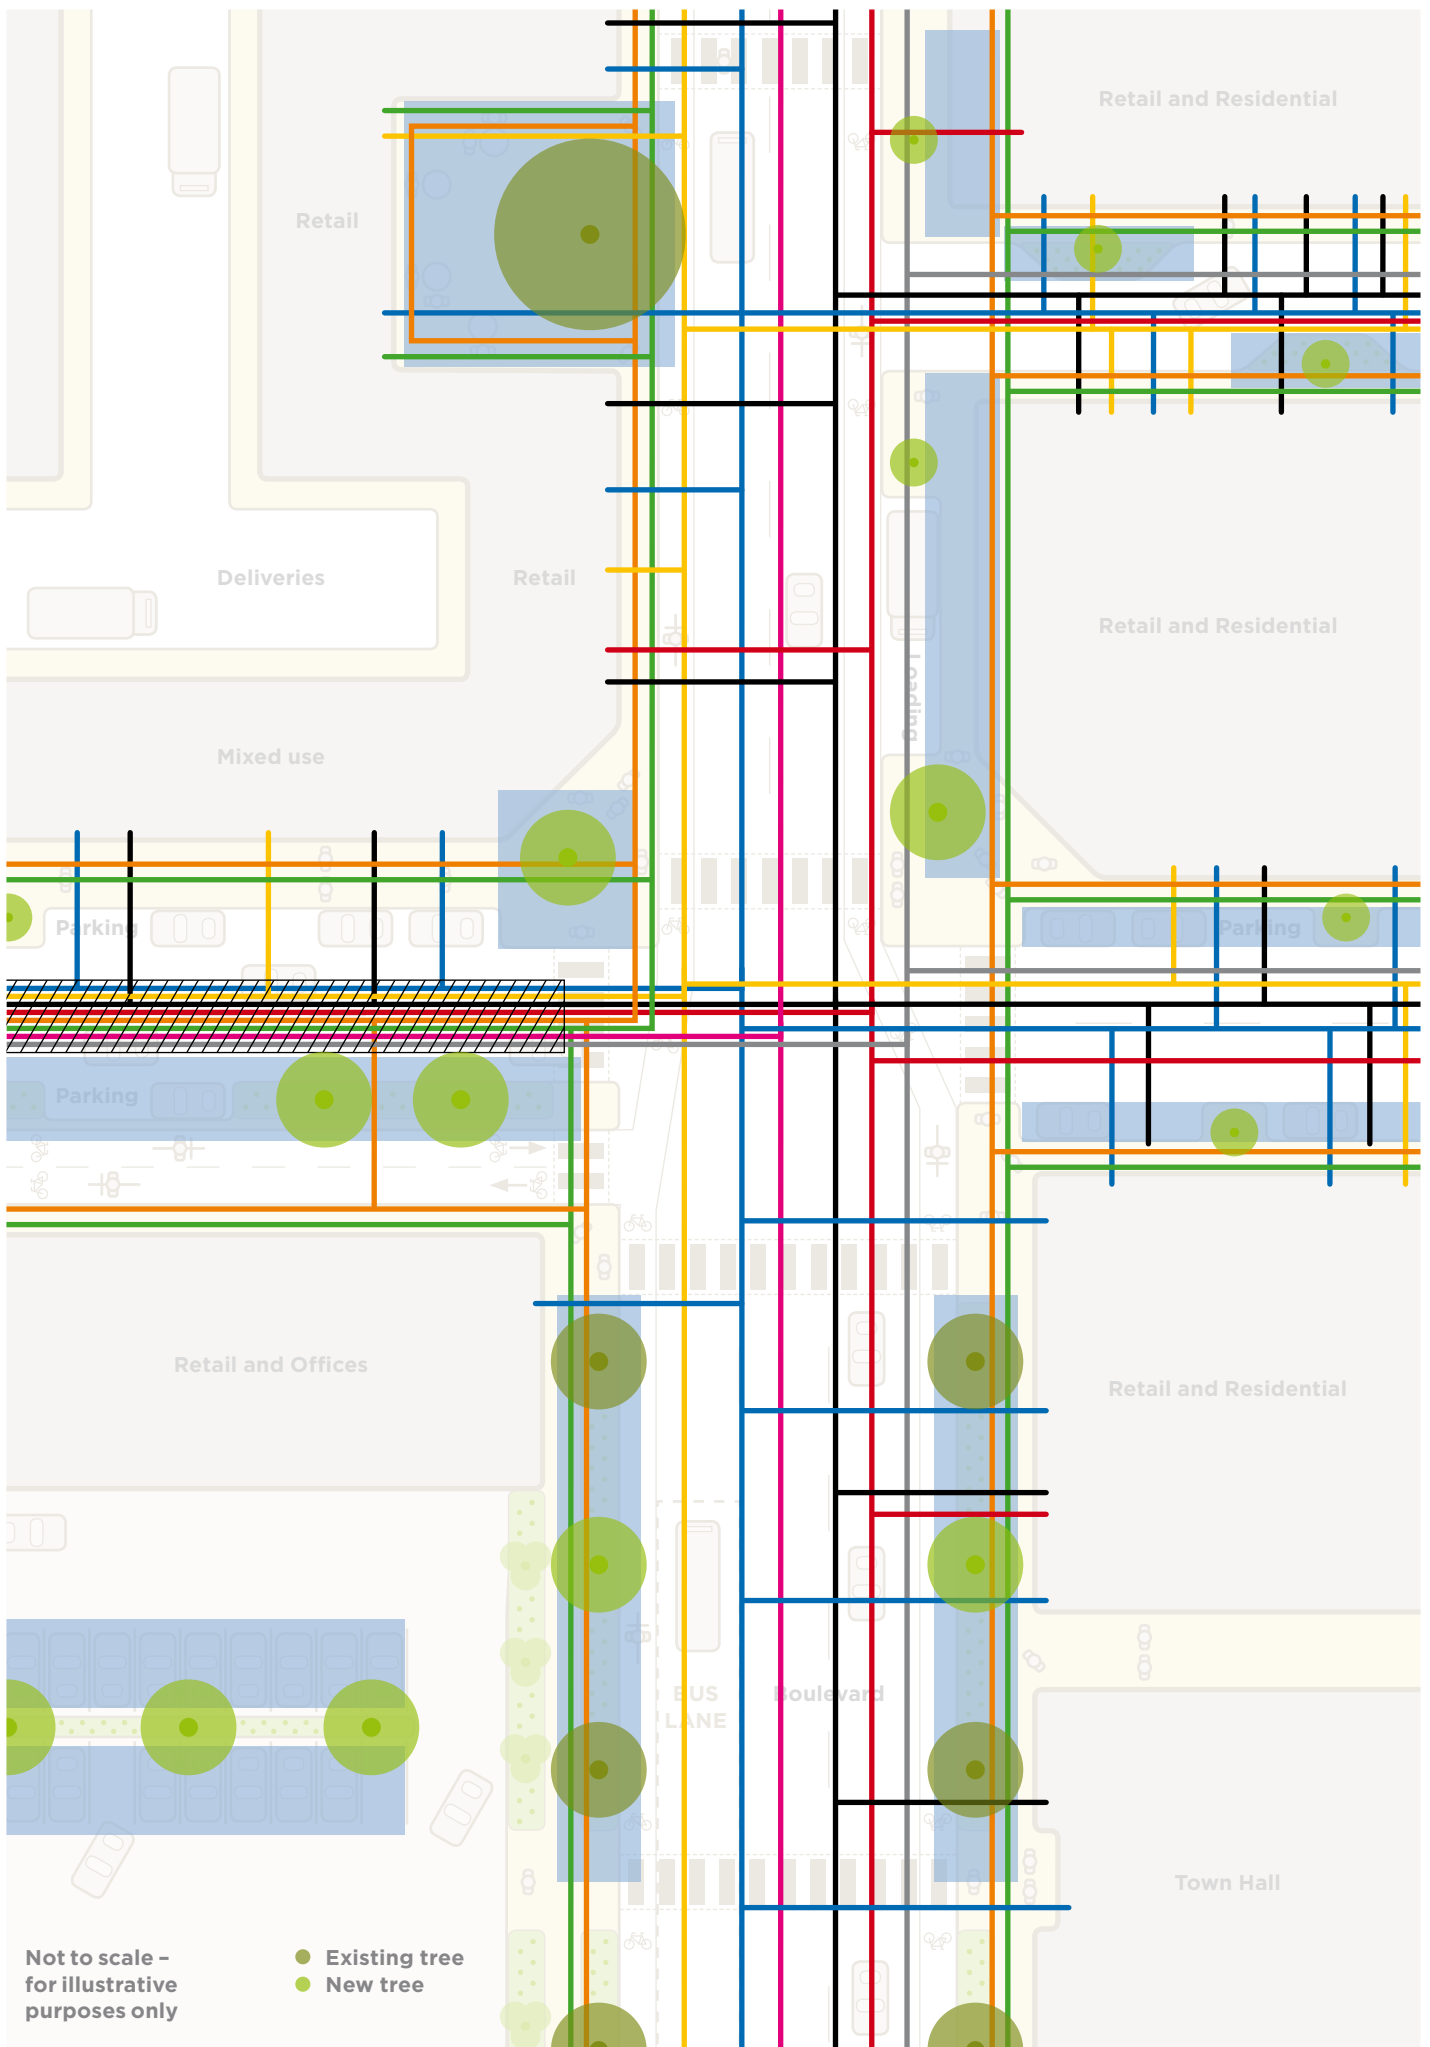 Retail and Residential
Retail
Deliveries
Retail
Retail and Residential
Loading
Mixed use
Parking
Parking
Parking
Retail and Offices
Retail and Residential
BUS
LANE
Boulevard
Town Hall
Not to scale –
for illustrative
purposes only
Existing tree
New tree